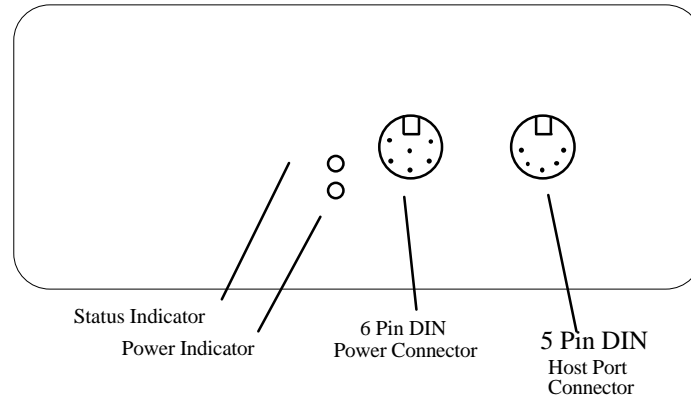 Status Indicator
Power Indicator
6 Pin DIN
Power Connector
5 Pin DIN
Host Port
Connector